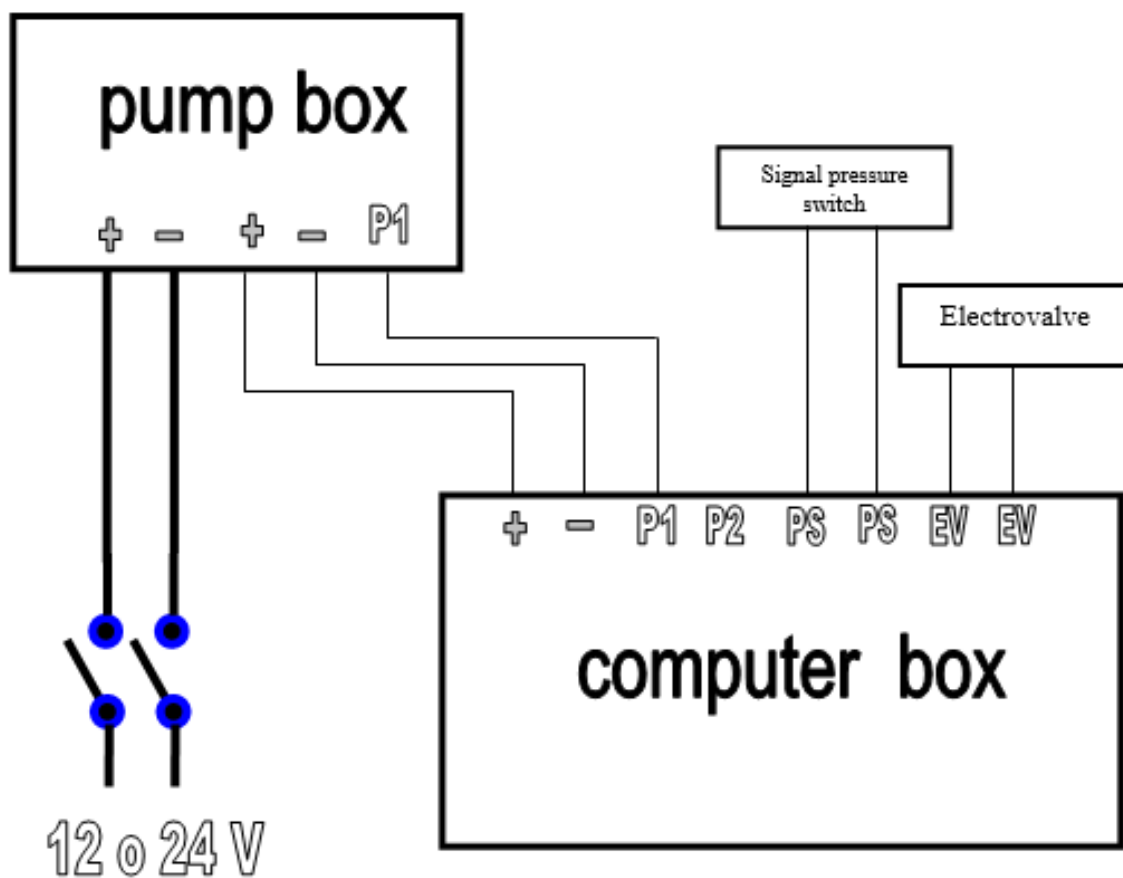 pump box
+ − + − P1
Signal pressure
switch
Electrovalve
+ − P1 P2 PS PS EV EV
computer box
12 o 24 V